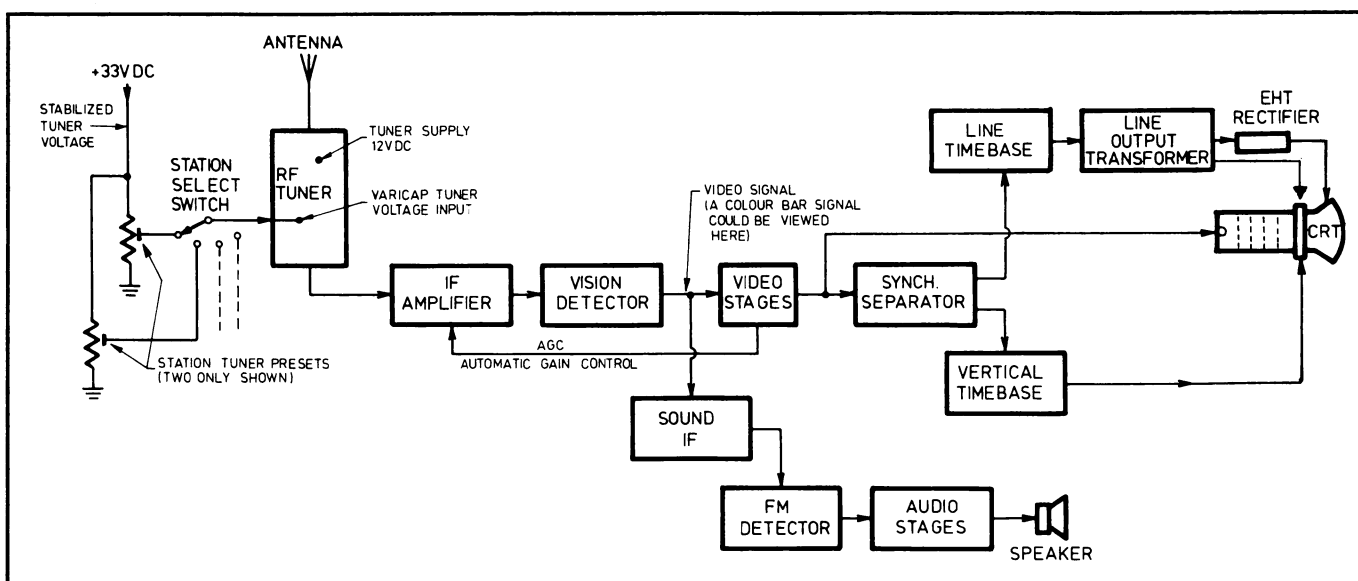 ANTENNA
+33V DC
STABILIZED
TUNER
VOLTAGE
STATION
SELECT
SWITCH
RF
TUNER
TUNER SUPPLY
12V DC
VARICAP TUNER
VOLTAGE INPUT
STATION TUNER PRESETS
(TWO ONLY SHOWN)
IF
AMPLIFIER
VISION
DETECTOR
VIDEO SIGNAL
(A COLOUR BAR SIGNAL
COULD BE VIEWED
HERE)
VIDEO
STAGES
AGC
AUTOMATIC GAIN CONTROL
SYNCH.
SEPARATOR
LINE
TIMEBASE
LINE
OUTPUT
TRANSFORMER
EHT
RECTIFIER
CRT
VERTICAL
TIMEBASE
SOUND
IF
FM
DETECTOR
AUDIO
STAGES
SPEAKER